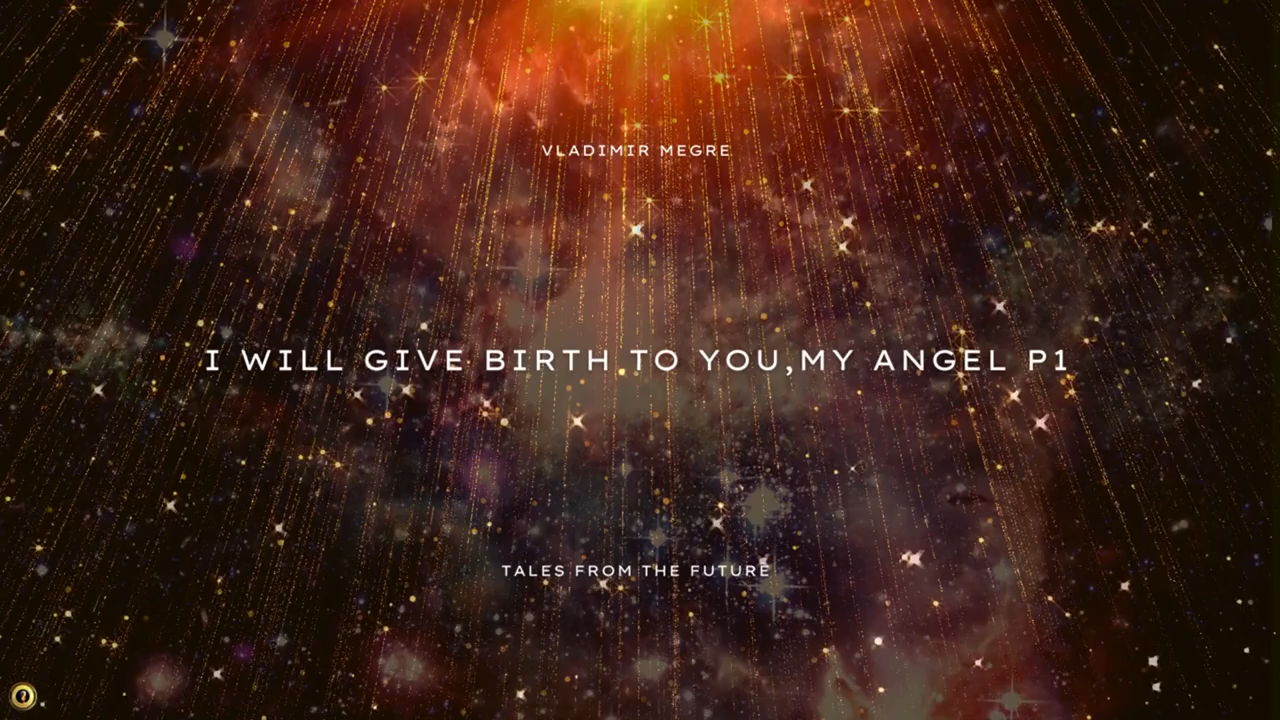 VLADIMIR MEGRE
I WILL GIVE BIRTH TO YOU,MY ANGEL P1
TALES FROM THE FUTURE